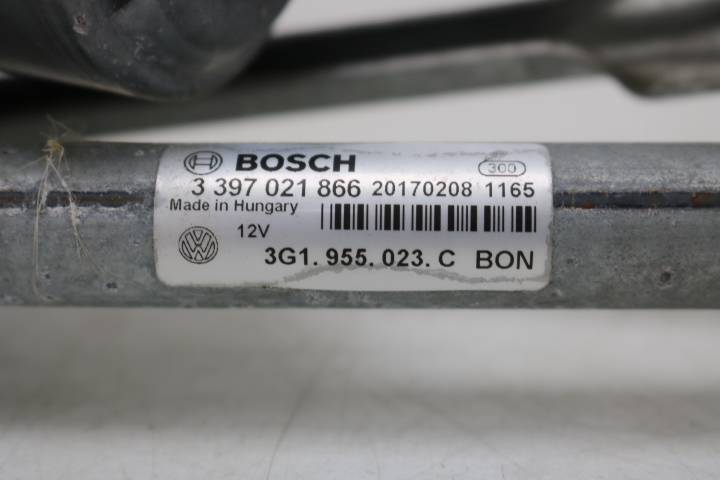 BOSCH 300
3 397 021 866 20170208 1165
Made in Hungary
12V
3G1. 955. 023. C BON